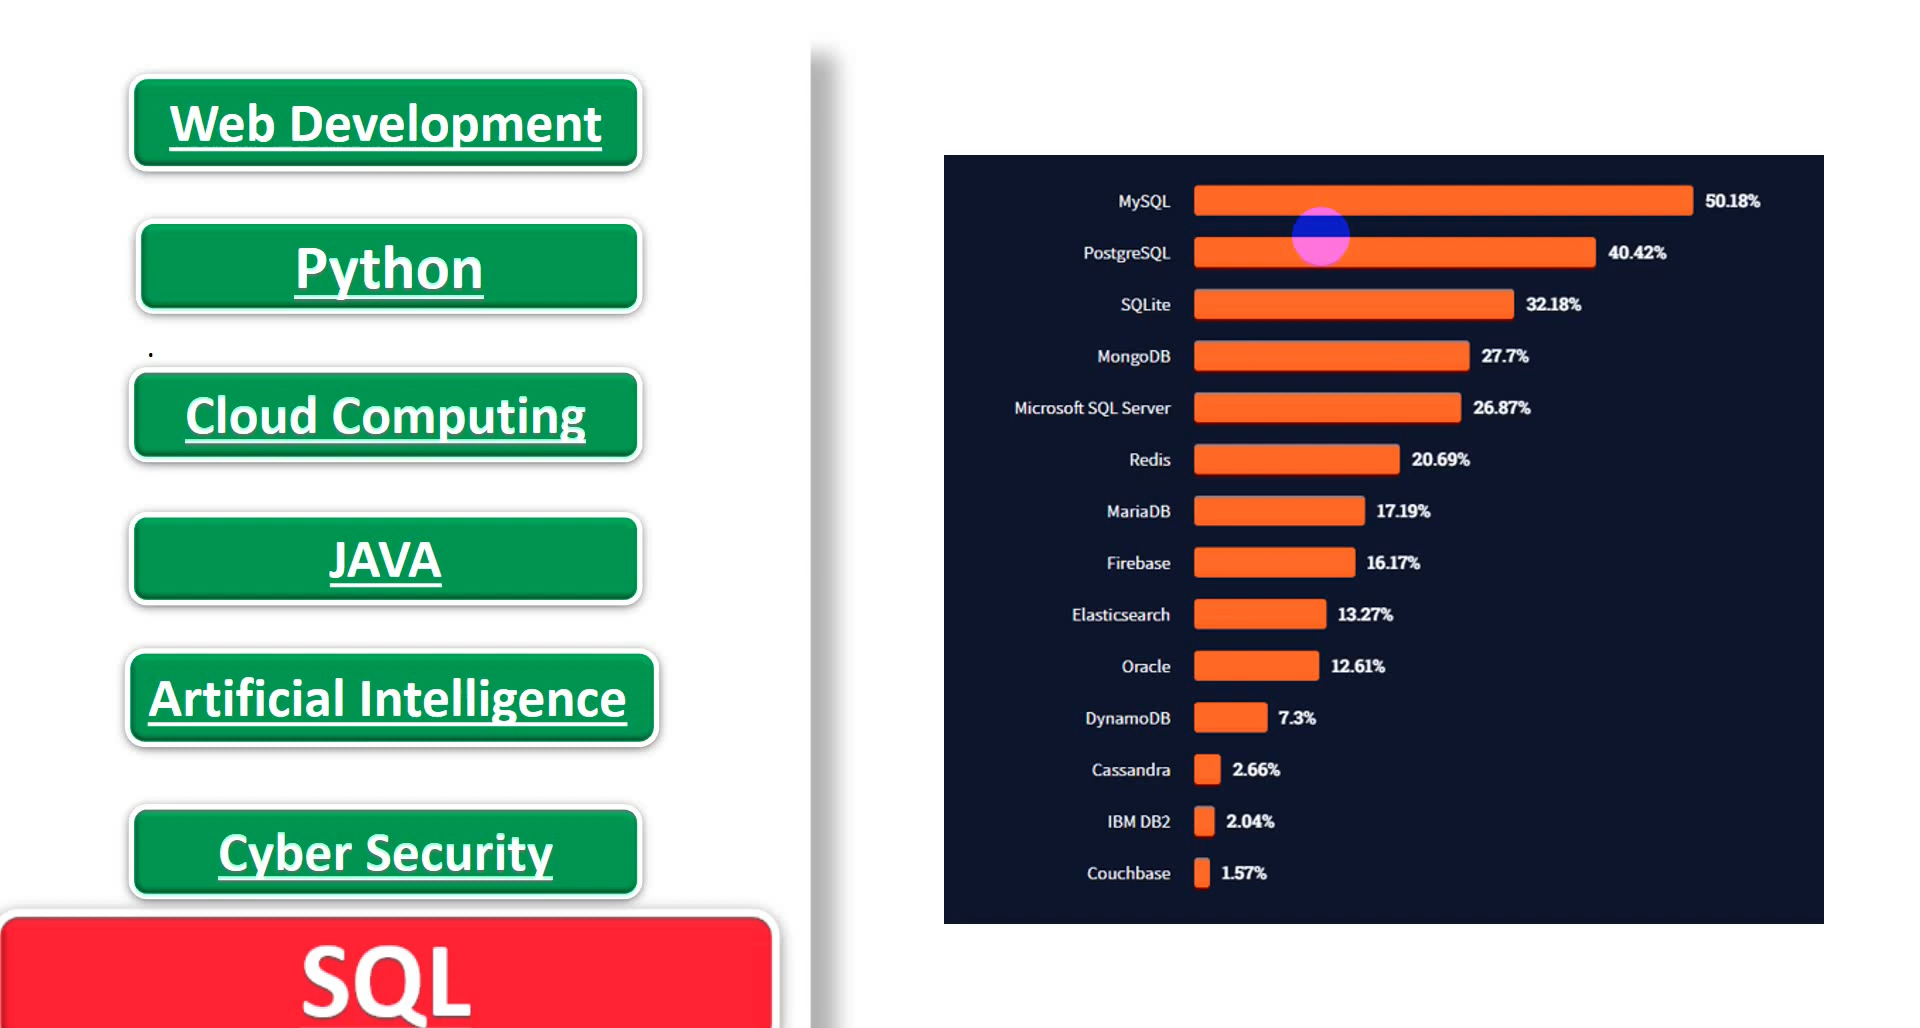 Web Development
Python
.
Cloud Computing
JAVA
Artificial Intelligence
Cyber Security
SQL
MySQL 50.18%
PostgreSQL 40.42%
SQLite 32.18%
MongoDB 27.7%
Microsoft SQL Server 26.87%
Redis 20.69%
MariaDB 17.19%
Firebase 16.17%
Elasticsearch 13.27%
Oracle 12.61%
DynamoDB 7.3%
Cassandra 2.66%
IBM DB2 2.04%
Couchbase 1.57%